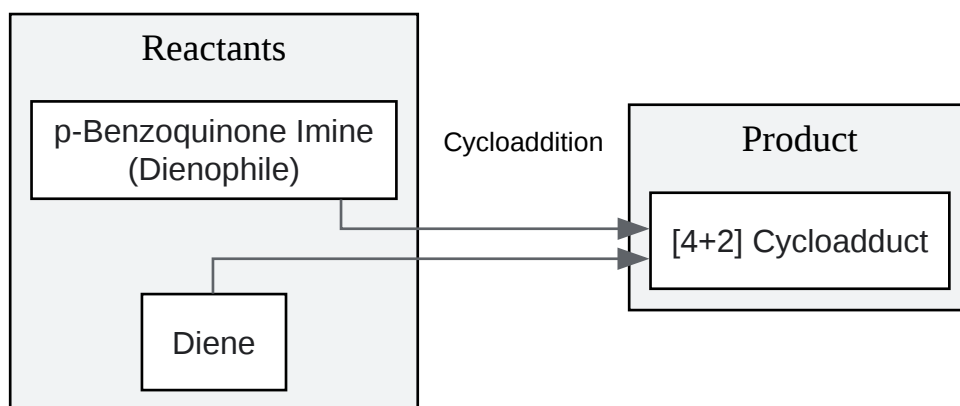 Reactants
p-Benzoquinone Imine
(Dienophile)
Diene
Cycloaddition
Product
[4+2] Cycloadduct